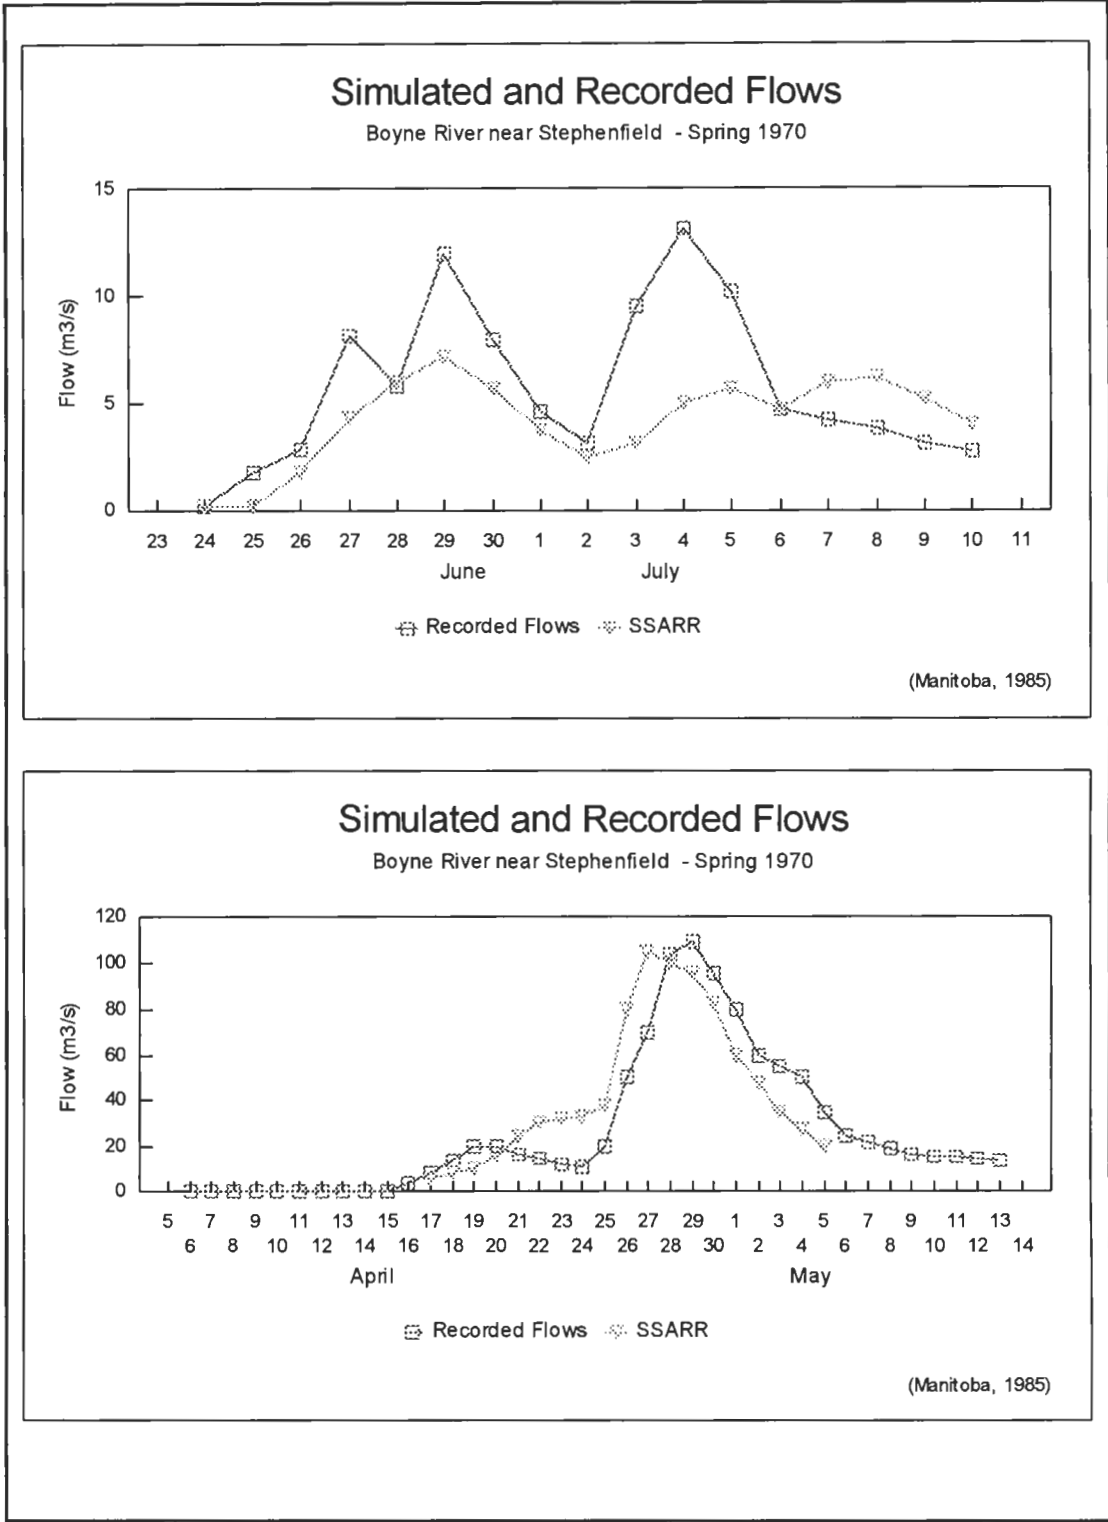 Simulated and Recorded Flows
Boyne River near Stephenfield - Spring 1970
15
10
5
0
Flow (m3/s)
23 24 25 26 27 28 29 30 1 2 3 4 5 6 7 8 9 10 11
June July
Recorded Flows SSARR
(Manitoba, 1985)
Simulated and Recorded Flows
Boyne River near Stephenfield - Spring 1970
120
100
80
60
40
20
0
Flow (m3/s)
5 7 9 11 13 15 17 19 21 23 25 27 29 1 3 5 7 9 11 13
6 8 10 12 14 16 18 20 22 24 26 28 30 2 4 6 8 10 12 14
April May
Recorded Flows SSARR
(Manitoba, 1985)